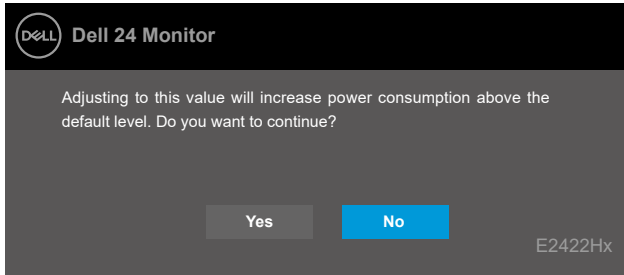 DELL Dell 24 Monitor
Adjusting to this value will increase power consumption above the
default level. Do you want to continue?
Yes No
E2422Hx